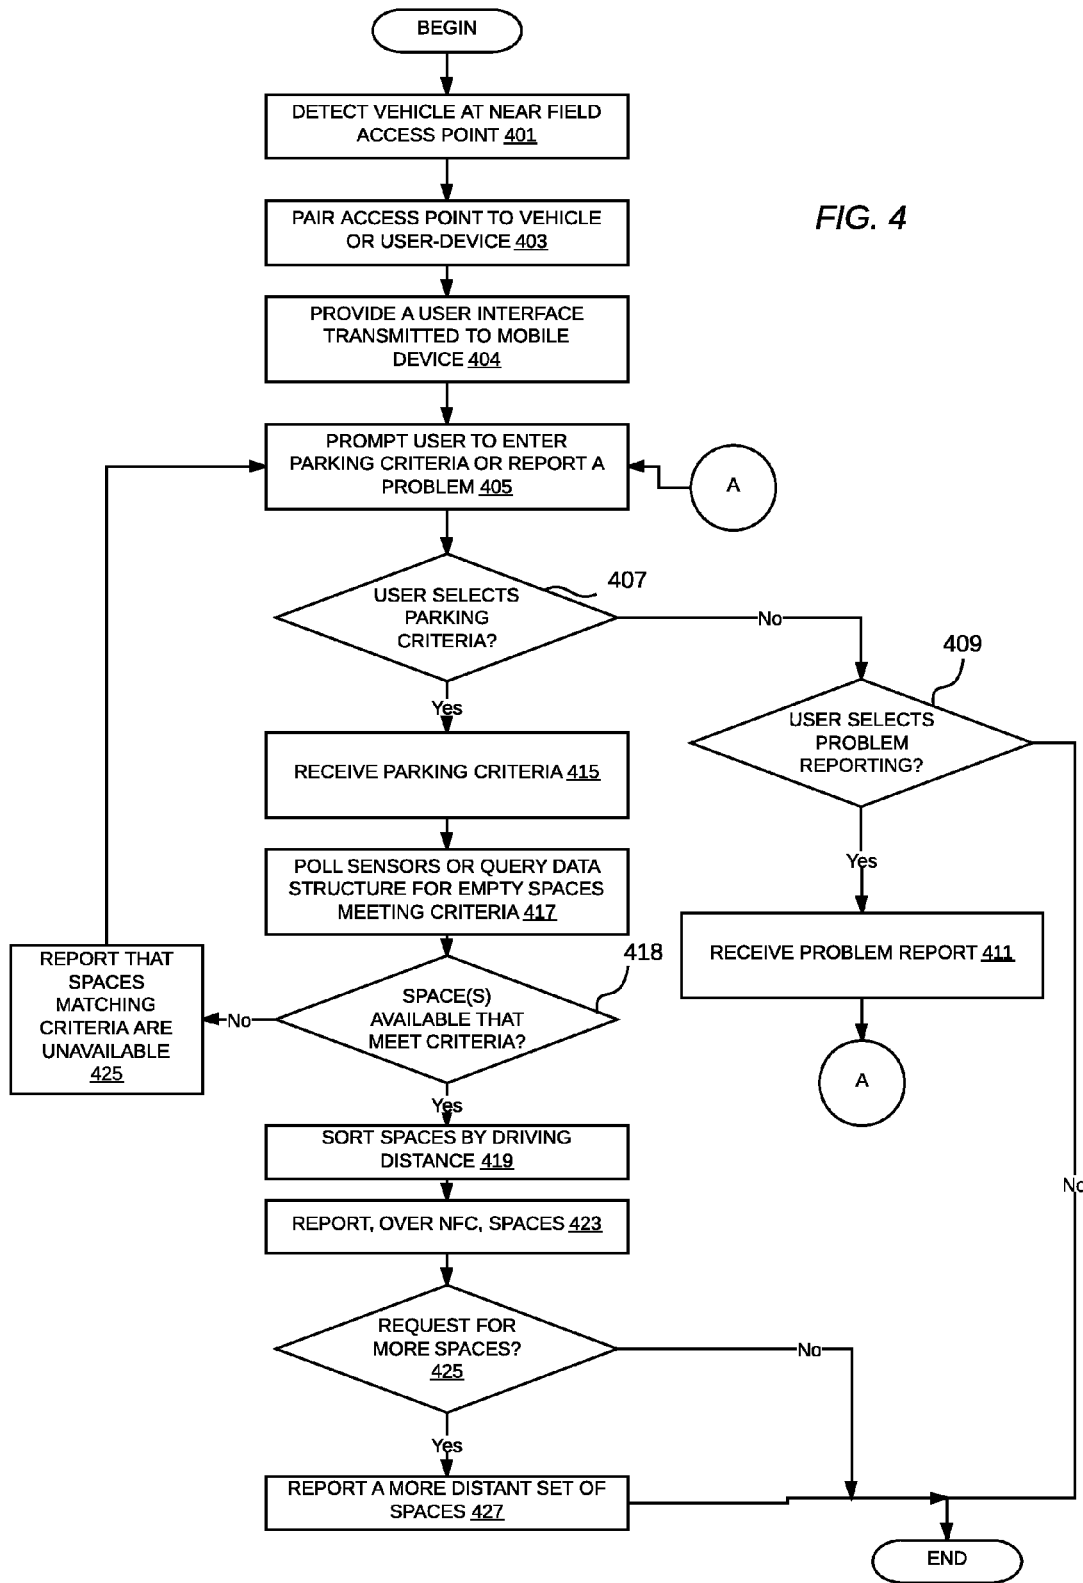 BEGIN
DETECT VEHICLE AT NEAR FIELD
ACCESS POINT 401
PAIR ACCESS POINT TO VEHICLE
OR USER-DEVICE 403
FIG. 4
PROVIDE A USER INTERFACE
TRANSMITTED TO MOBILE
DEVICE 404
PROMPT USER TO ENTER
PARKING CRITERIA OR REPORT A
PROBLEM 405
A
407
USER SELECTS
PARKING
CRITERIA?
No
409
Yes
USER SELECTS
PROBLEM
REPORTING?
RECEIVE PARKING CRITERIA 415
Yes
POLL SENSORS OR QUERY DATA
STRUCTURE FOR EMPTY SPACES
MEETING CRITERIA 417
RECEIVE PROBLEM REPORT 411
418
REPORT THAT
SPACES
MATCHING
CRITERIA ARE
UNAVAILABLE
425
No
SPACE(S)
AVAILABLE THAT
MEET CRITERIA?
A
Yes
SORT SPACES BY DRIVING
DISTANCE 419
No
REPORT, OVER NFC, SPACES 423
REQUEST FOR
MORE SPACES?
425
No
Yes
REPORT A MORE DISTANT SET OF
SPACES 427
END